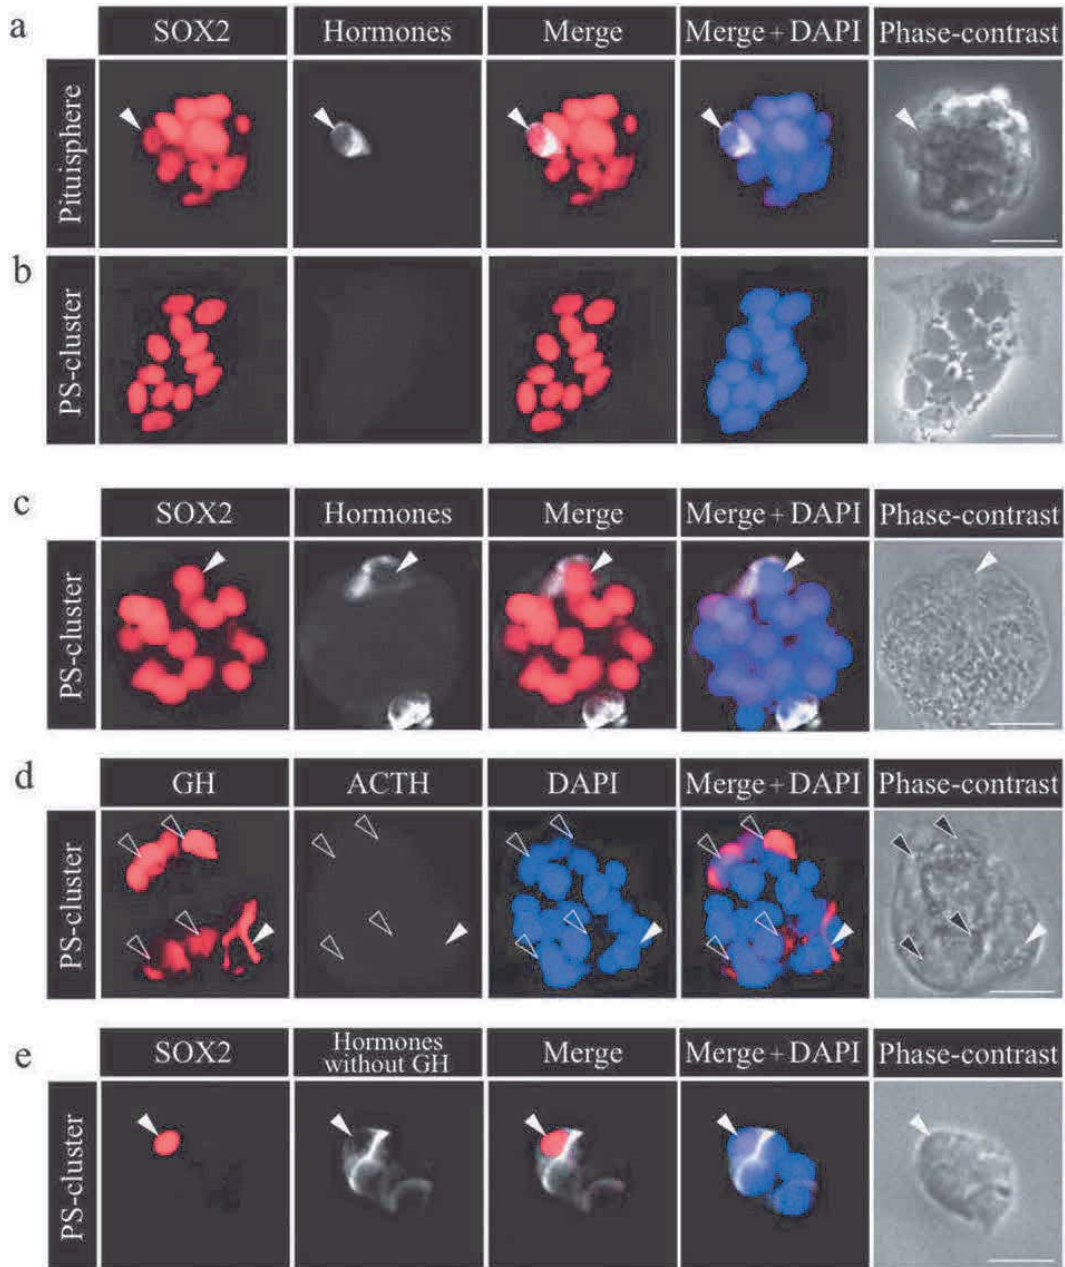 a
SOX2 Hormones Merge Merge + DAPI Phase-contrast
Pituisphere
b
PS-cluster
c
SOX2 Hormones Merge Merge + DAPI Phase-contrast
PS-cluster
d
GH ACTH DAPI Merge + DAPI Phase-contrast
PS-cluster
e
SOX2 Hormones without GH Merge Merge + DAPI Phase-contrast
PS-cluster